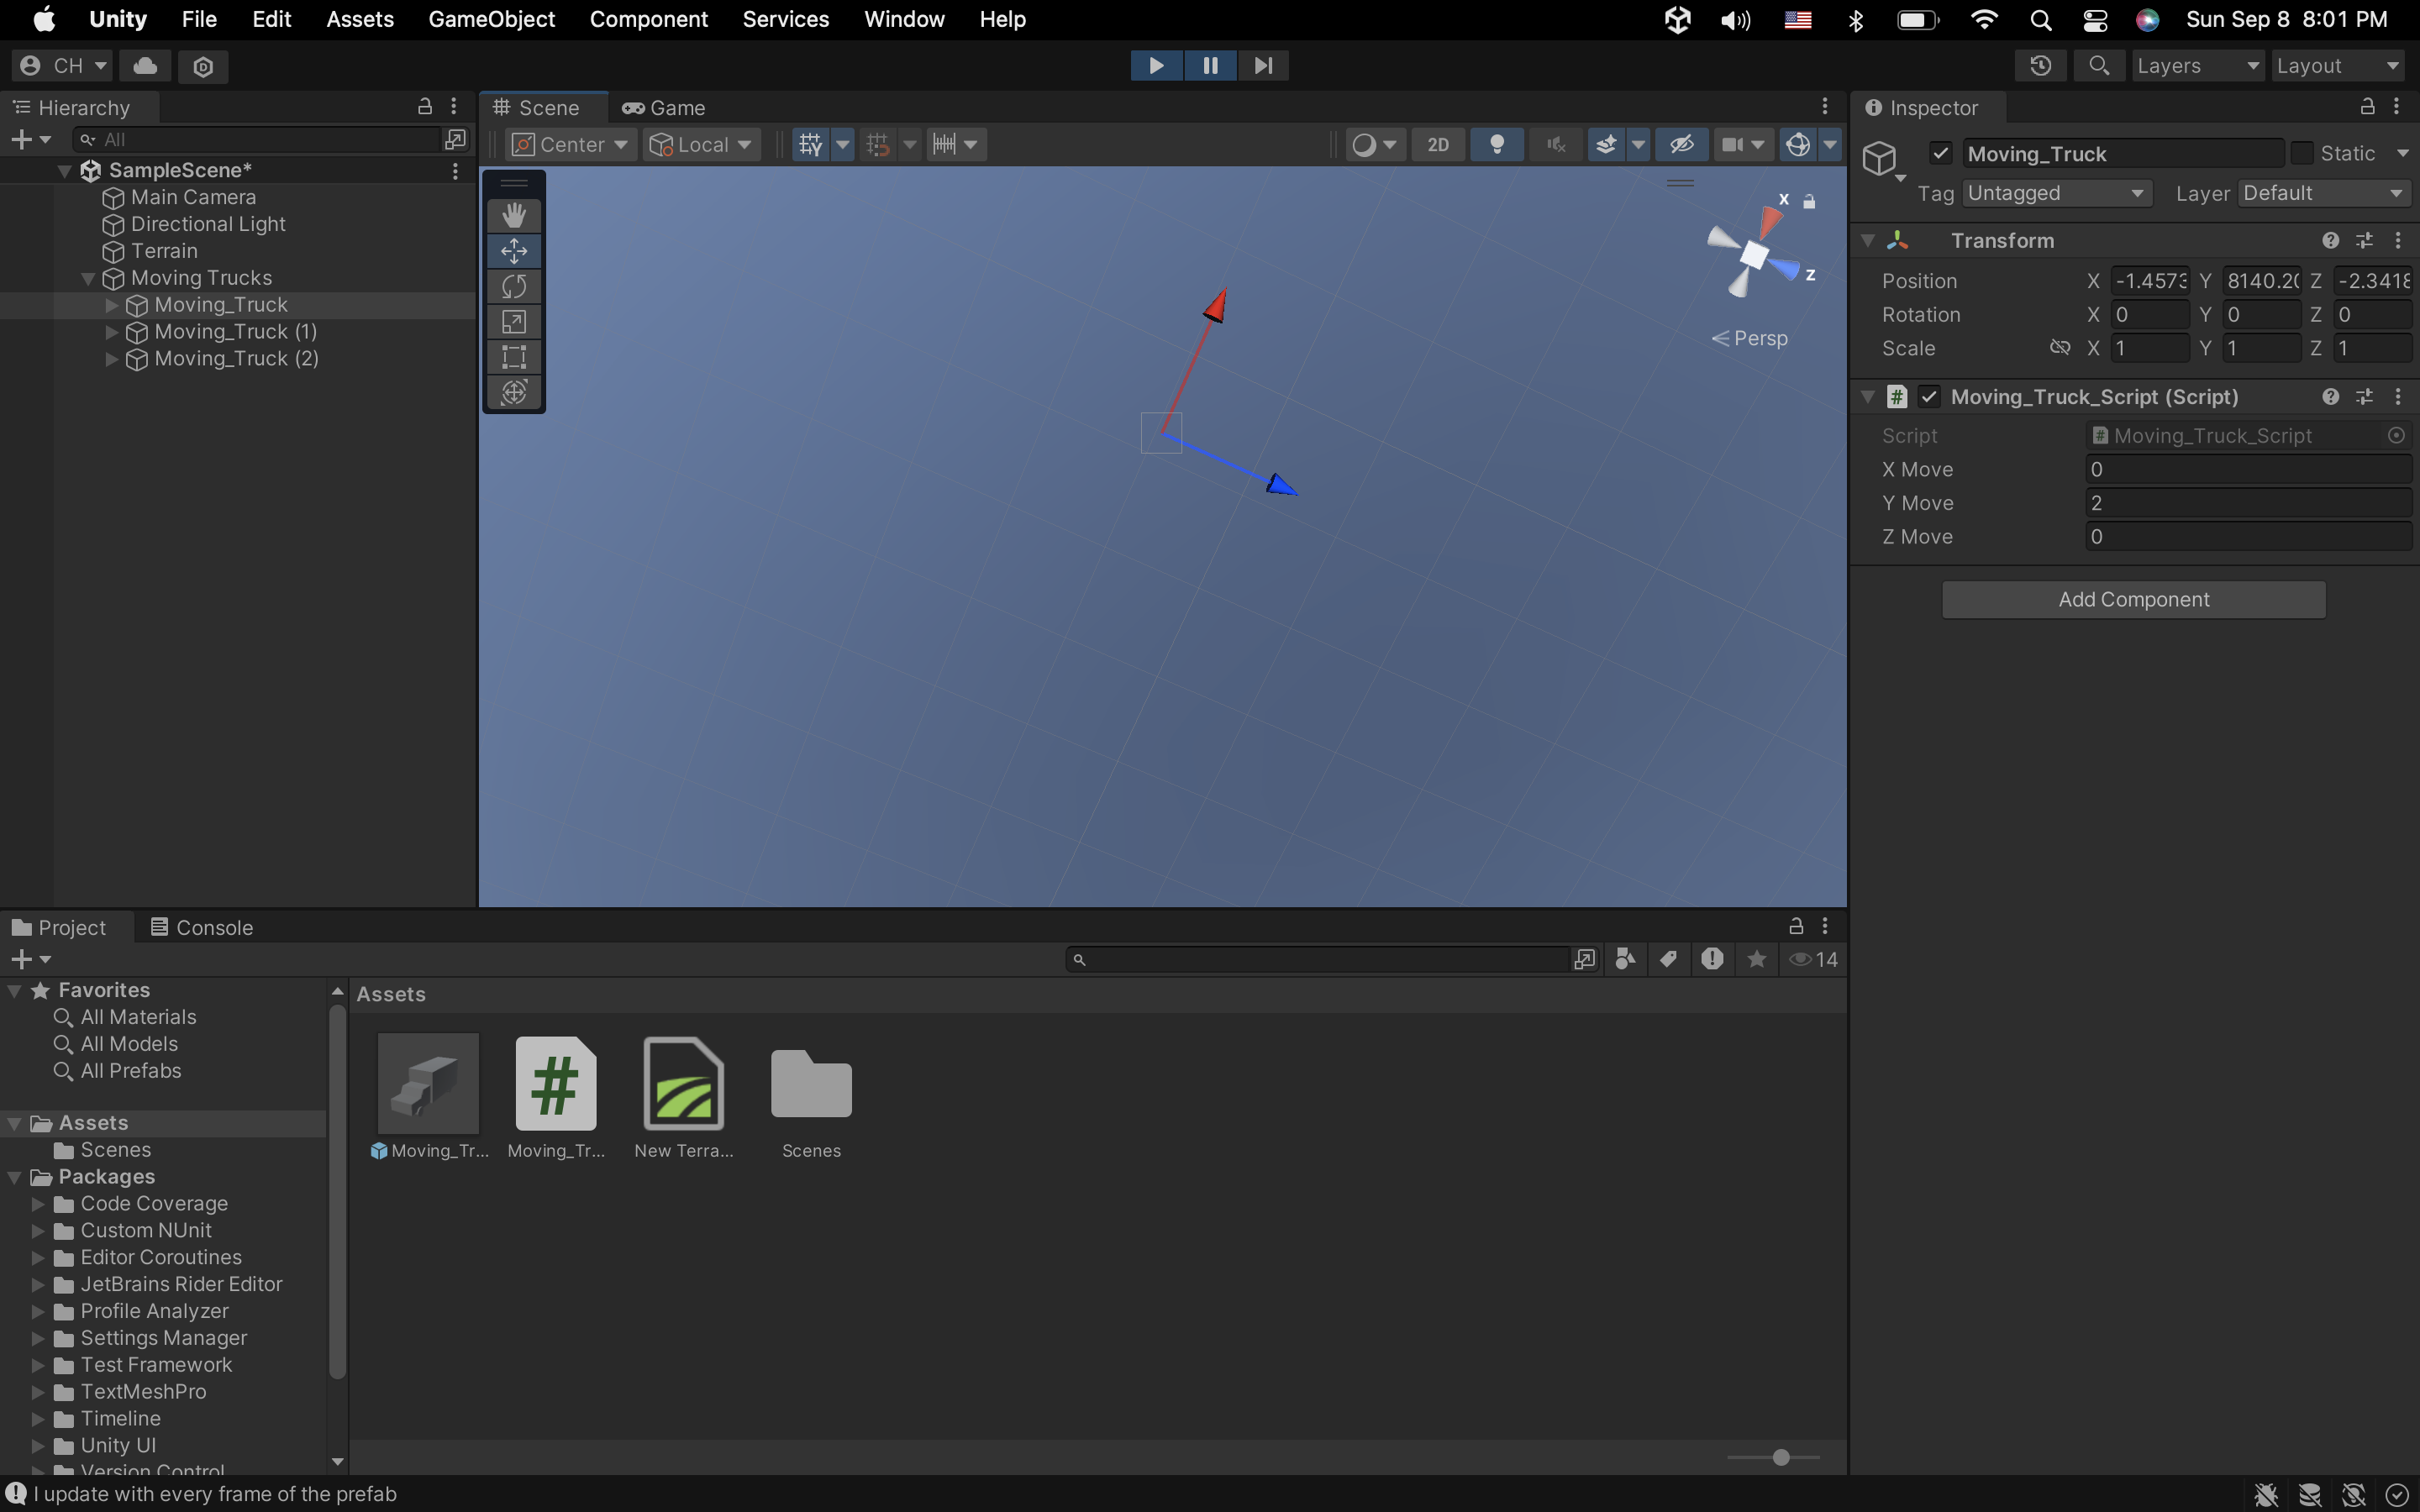 Unity File Edit Assets GameObject Component Services Window Help Sun Sep 8 8:01 PM
CH Layers Layout
Hierarchy
All
SampleScene*
Main Camera
Directional Light
Terrain
Moving Trucks
Moving_Truck
Moving_Truck (1)
Moving_Truck (2)
Scene Game
Center Local 2D
x
z
Persp
Inspector
Moving_Truck Static
Tag Untagged Layer Default
Transform
Position X -1.4573 Y 8140.20 Z -2.3418
Rotation X 0 Y 0 Z 0
Scale X 1 Y 1 Z 1
Moving_Truck_Script (Script)
Script Moving_Truck_Script
X Move 0
Y Move 2
Z Move 0
Add Component
Project Console
14
Favorites
All Materials
All Models
All Prefabs
Assets
Scenes
Packages
Code Coverage
Custom NUnit
Editor Coroutines
JetBrains Rider Editor
Profile Analyzer
Settings Manager
Test Framework
TextMeshPro
Timeline
Unity UI
Version Control
Assets
Moving_Tr... Moving_Tr... New Terra... Scenes
I update with every frame of the prefab